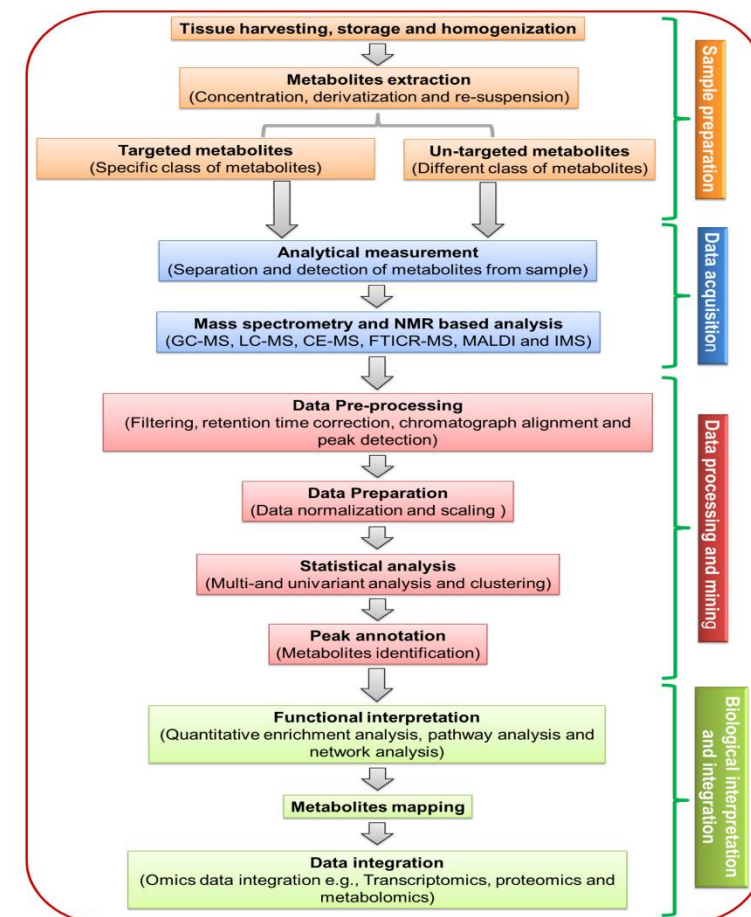 Tissue harvesting, storage and homogenization
Metabolites extraction
(Concentration, derivatization and re-suspension)
Targeted metabolites
(Specific class of metabolites)
Un-targeted metabolites
(Different class of metabolites)
Sample preparation
Analytical measurement
(Separation and detection of metabolites from sample)
Mass spectrometry and NMR based analysis
(GC-MS, LC-MS, CE-MS, FTICR-MS, MALDI and IMS)
Data acquisition
Data Pre-processing
(Filtering, retention time correction, chromatograph alignment and
peak detection)
Data Preparation
(Data normalization and scaling )
Statistical analysis
(Multi-and univariant analysis and clustering)
Peak annotation
(Metabolites identification)
Data processing and mining
Functional interpretation
(Quantitative enrichment analysis, pathway analysis and
network analysis)
Metabolites mapping
Data integration
(Omics data integration e.g., Transcriptomics, proteomics and
metabolomics)
Biological interpretation
and integration